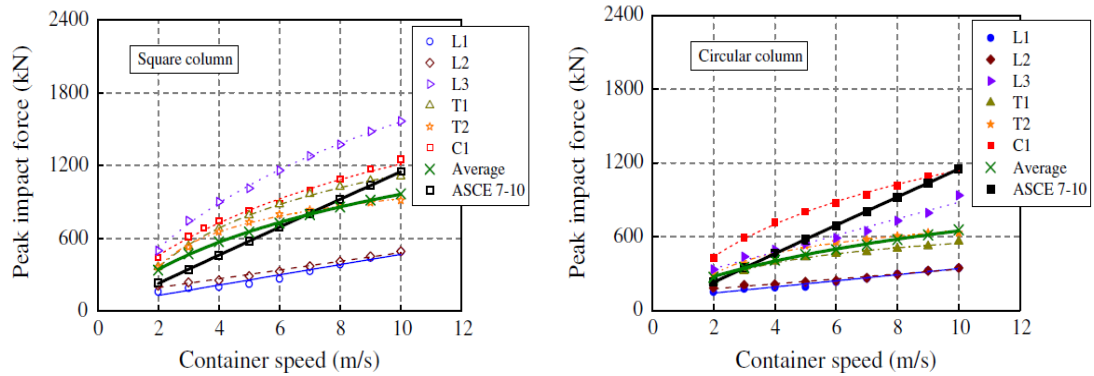 2400
1800
1200
600
0
Peak impact force (kN)
Square column
L1
L2
L3
T1
T2
C1
Average
ASCE 7-10
0 2 4 6 8 10 12
Container speed (m/s)
2400
1800
1200
600
0
Peak impact force (kN)
Circular column
L1
L2
L3
T1
T2
C1
Average
ASCE 7-10
0 2 4 6 8 10 12
Container speed (m/s)